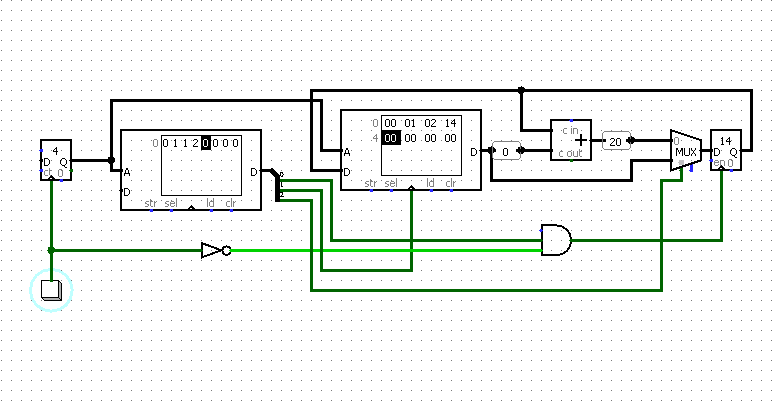 4
D Q
ct 0
A
D
0 0 1 1 2 0 0 0 0
D
str sel ld clr
0
1
2
A
D
0 00 01 02 14
4 00 00 00 00
D
str sel ld clr
0
c in
+
c out
20
0
MUX
14
D Q
en 0